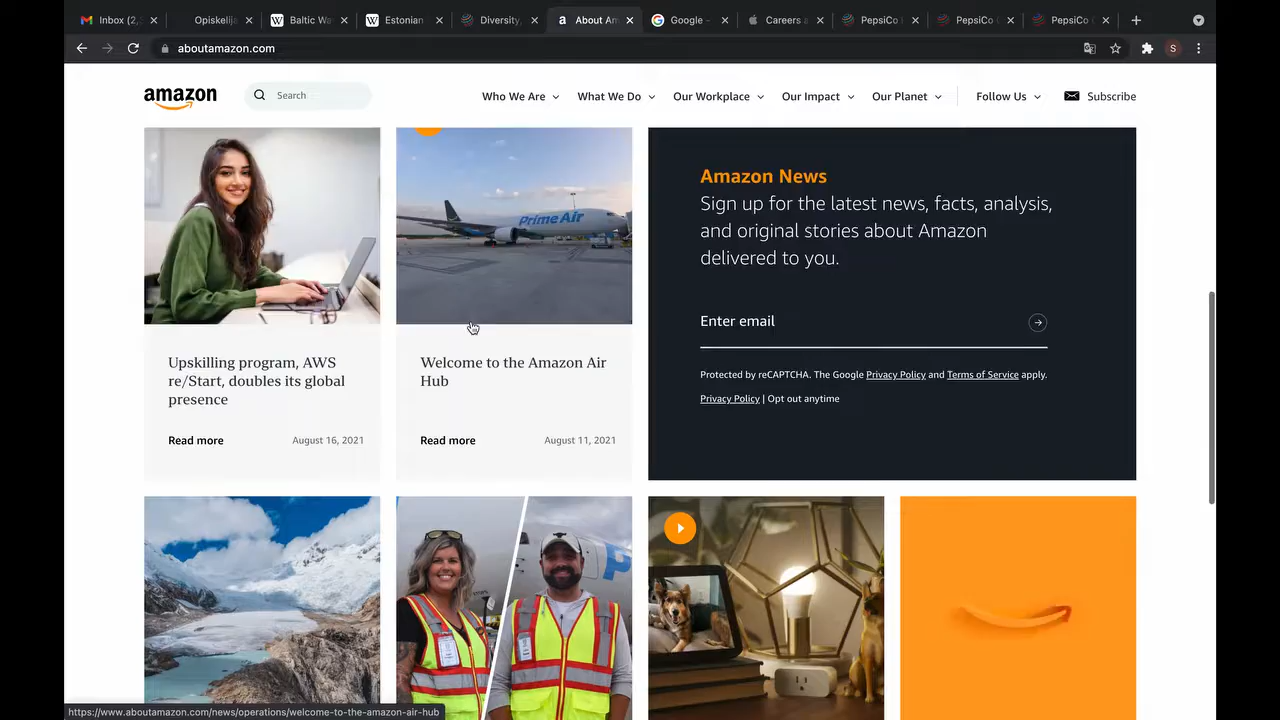 Inbox (2,
Opiskelija
Baltic Wa
Estonian
Diversity,
About Am
Google –
Careers a
PepsiCo
PepsiCo
PepsiCo
aboutamazon.com
S
amazon
Search
Who We Are
What We Do
Our Workplace
Our Impact
Our Planet
Follow Us
Subscribe
Prime Air
Upskilling program, AWS
re/Start, doubles its global
presence
Read more
August 16, 2021
Welcome to the Amazon Air
Hub
Read more
August 11, 2021
Amazon News
Sign up for the latest news, facts, analysis,
and original stories about Amazon
delivered to you.
Enter email
Protected by reCAPTCHA. The Google Privacy Policy and Terms of Service apply.
Privacy Policy | Opt out anytime
https://www.aboutamazon.com/news/operations/welcome-to-the-amazon-air-hub